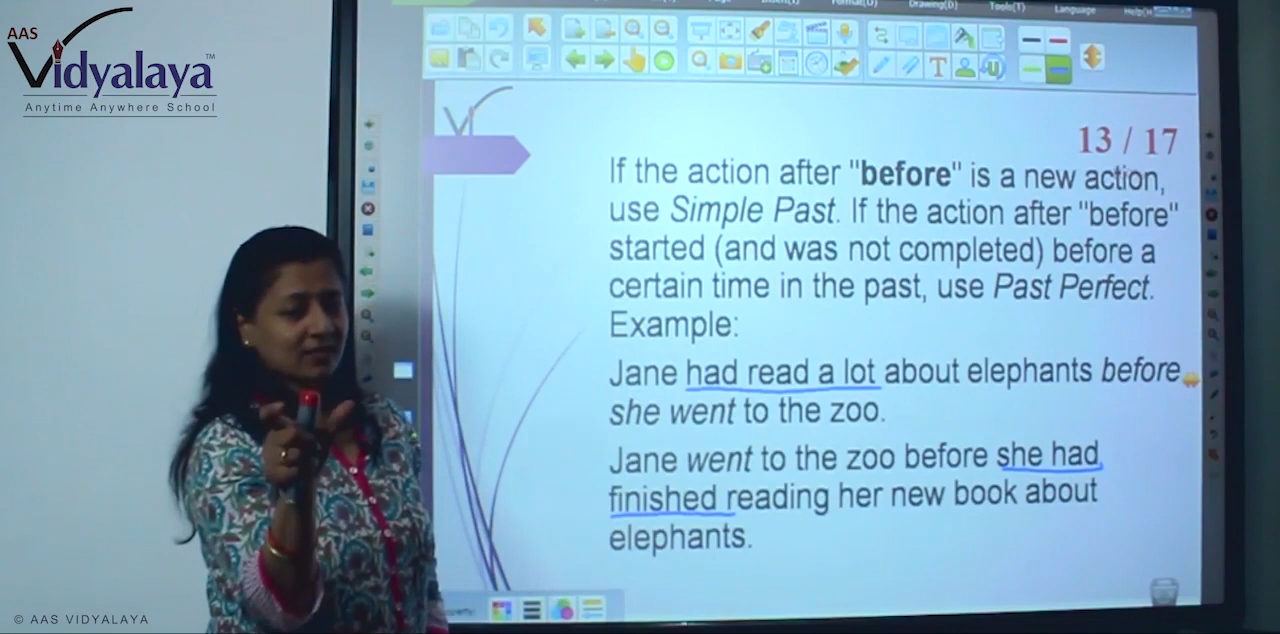 AAS
Vidyalaya™
Anytime Anywhere School
Format(O)
Drawing(D)
Tools(T)
Language
13 / 17
If the action after "before" is a new action,
use Simple Past. If the action after "before"
started (and was not completed) before a
certain time in the past, use Past Perfect.
Example:
Jane had read a lot about elephants before
she went to the zoo.
Jane went to the zoo before she had
finished reading her new book about
elephants.
© AAS VIDYALAYA